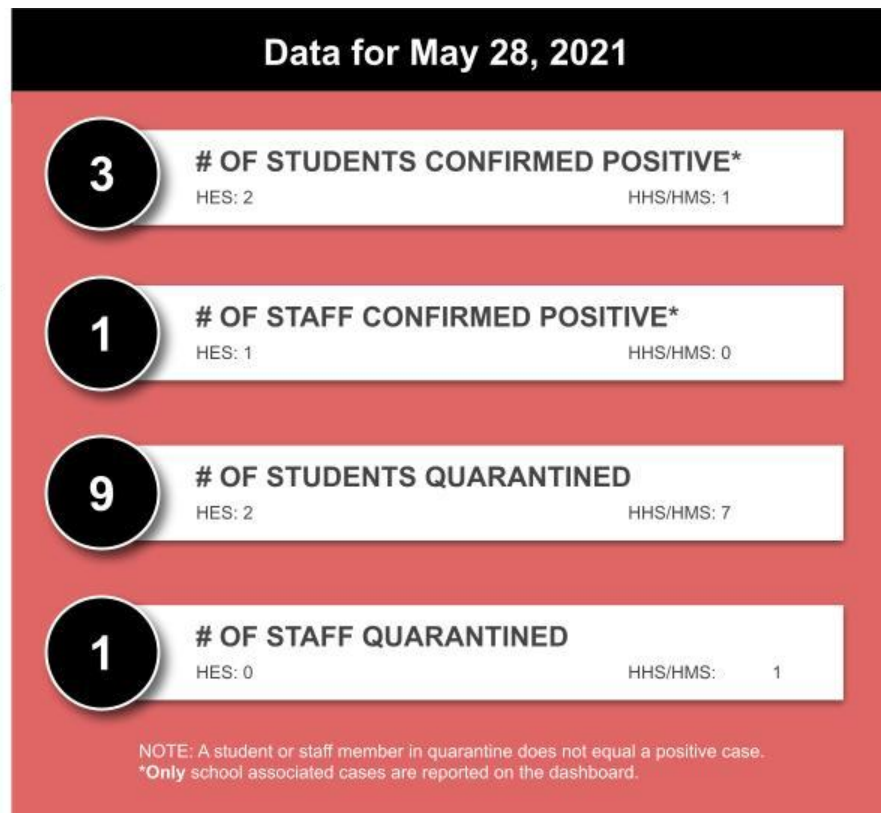 Data for May 28, 2021
3
# OF STUDENTS CONFIRMED POSITIVE*
HES: 2 HHS/HMS: 1
1
# OF STAFF CONFIRMED POSITIVE*
HES: 1 HHS/HMS: 0
9
# OF STUDENTS QUARANTINED
HES: 2 HHS/HMS: 7
1
# OF STAFF QUARANTINED
HES: 0 HHS/HMS: 1
NOTE: A student or staff member in quarantine does not equal a positive case.
*Only school associated cases are reported on the dashboard.